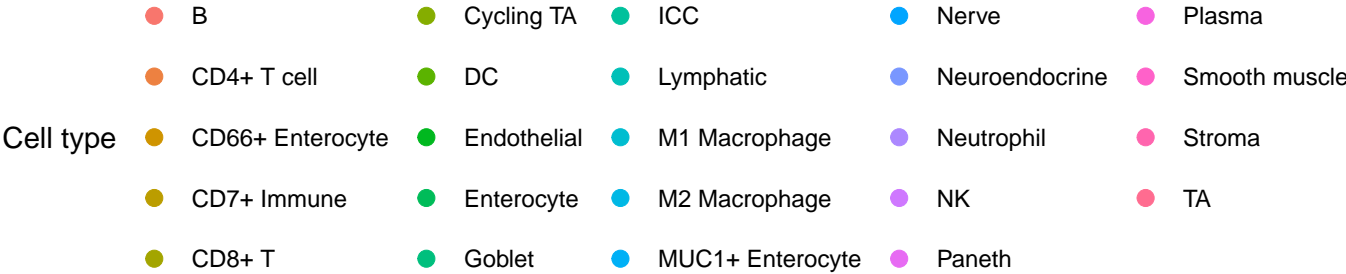 B Cycling TA ICC Nerve Plasma
CD4+ T cell DC Lymphatic Neuroendocrine Smooth muscle
Cell type CD66+ Enterocyte Endothelial M1 Macrophage Neutrophil Stroma
CD7+ Immune Enterocyte M2 Macrophage NK TA
CD8+ T Goblet MUC1+ Enterocyte Paneth